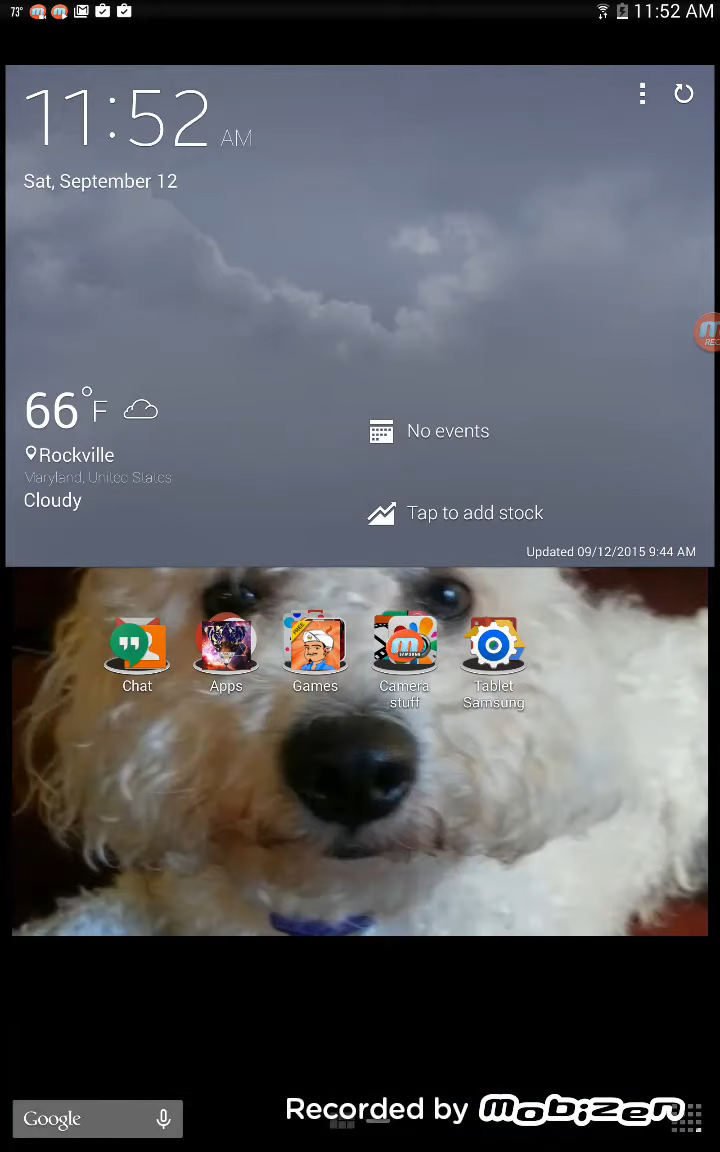 73°
11:52 AM
11:52 AM
Sat, September 12
REC
66°F
Rockville
Maryland, United States
Cloudy
No events
Tap to add stock
Updated 09/12/2015 9:44 AM
Chat
Apps
Games
Camera stuff
Tablet Samsung
Google
Recorded by mobizen